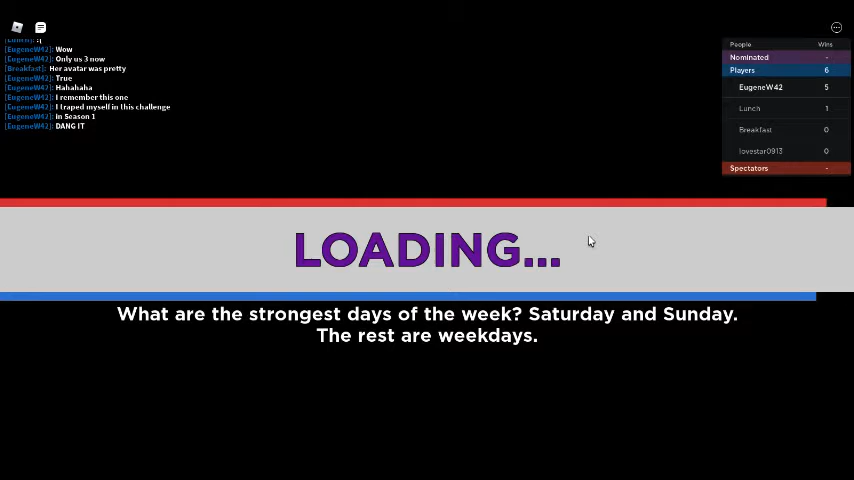 [EugeneW42]: Wow
[EugeneW42]: Only us 3 now
[Breakfast]: Her avatar was pretty
[EugeneW42]: True
[EugeneW42]: Hahahaha
[EugeneW42]: I remember this one
[EugeneW42]: I traped myself in this challenge
[EugeneW42]: in Season 1
[EugeneW42]: DANG IT
People Wins
Nominated -
Players 6
EugeneW42 5
Lunch 1
Breakfast 0
lovestar0913 0
Spectators -
LOADING...
What are the strongest days of the week? Saturday and Sunday.
The rest are weekdays.